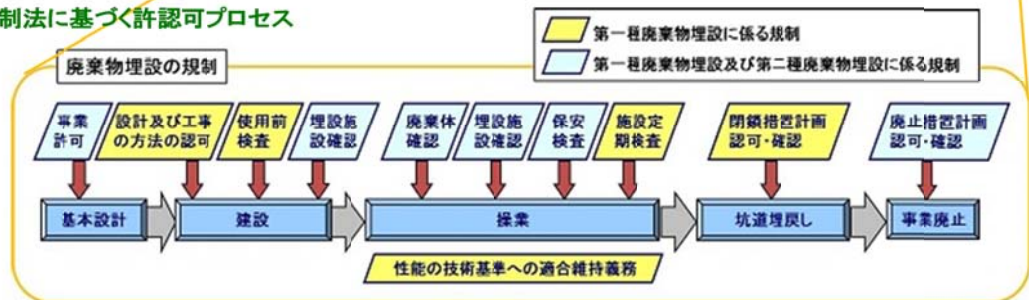 制法に基づく許認可プロセス
第一種廃棄物埋設に係る規制
第一種廃棄物埋設及び第二種廃棄物埋設に係る規制
廃棄物埋設の規制
事業
許可
設計及び工事
の方法の認可
使用前
検査
埋設施
設確認
廃棄体
確認
埋設施
設確認
保安
検査
施設定
期検査
閉鎖措置計画
認可・確認
廃止措置計画
認可・確認
基本設計
建設
操業
坑道埋戻し
事業廃止
性能の技術基準への適合維持義務